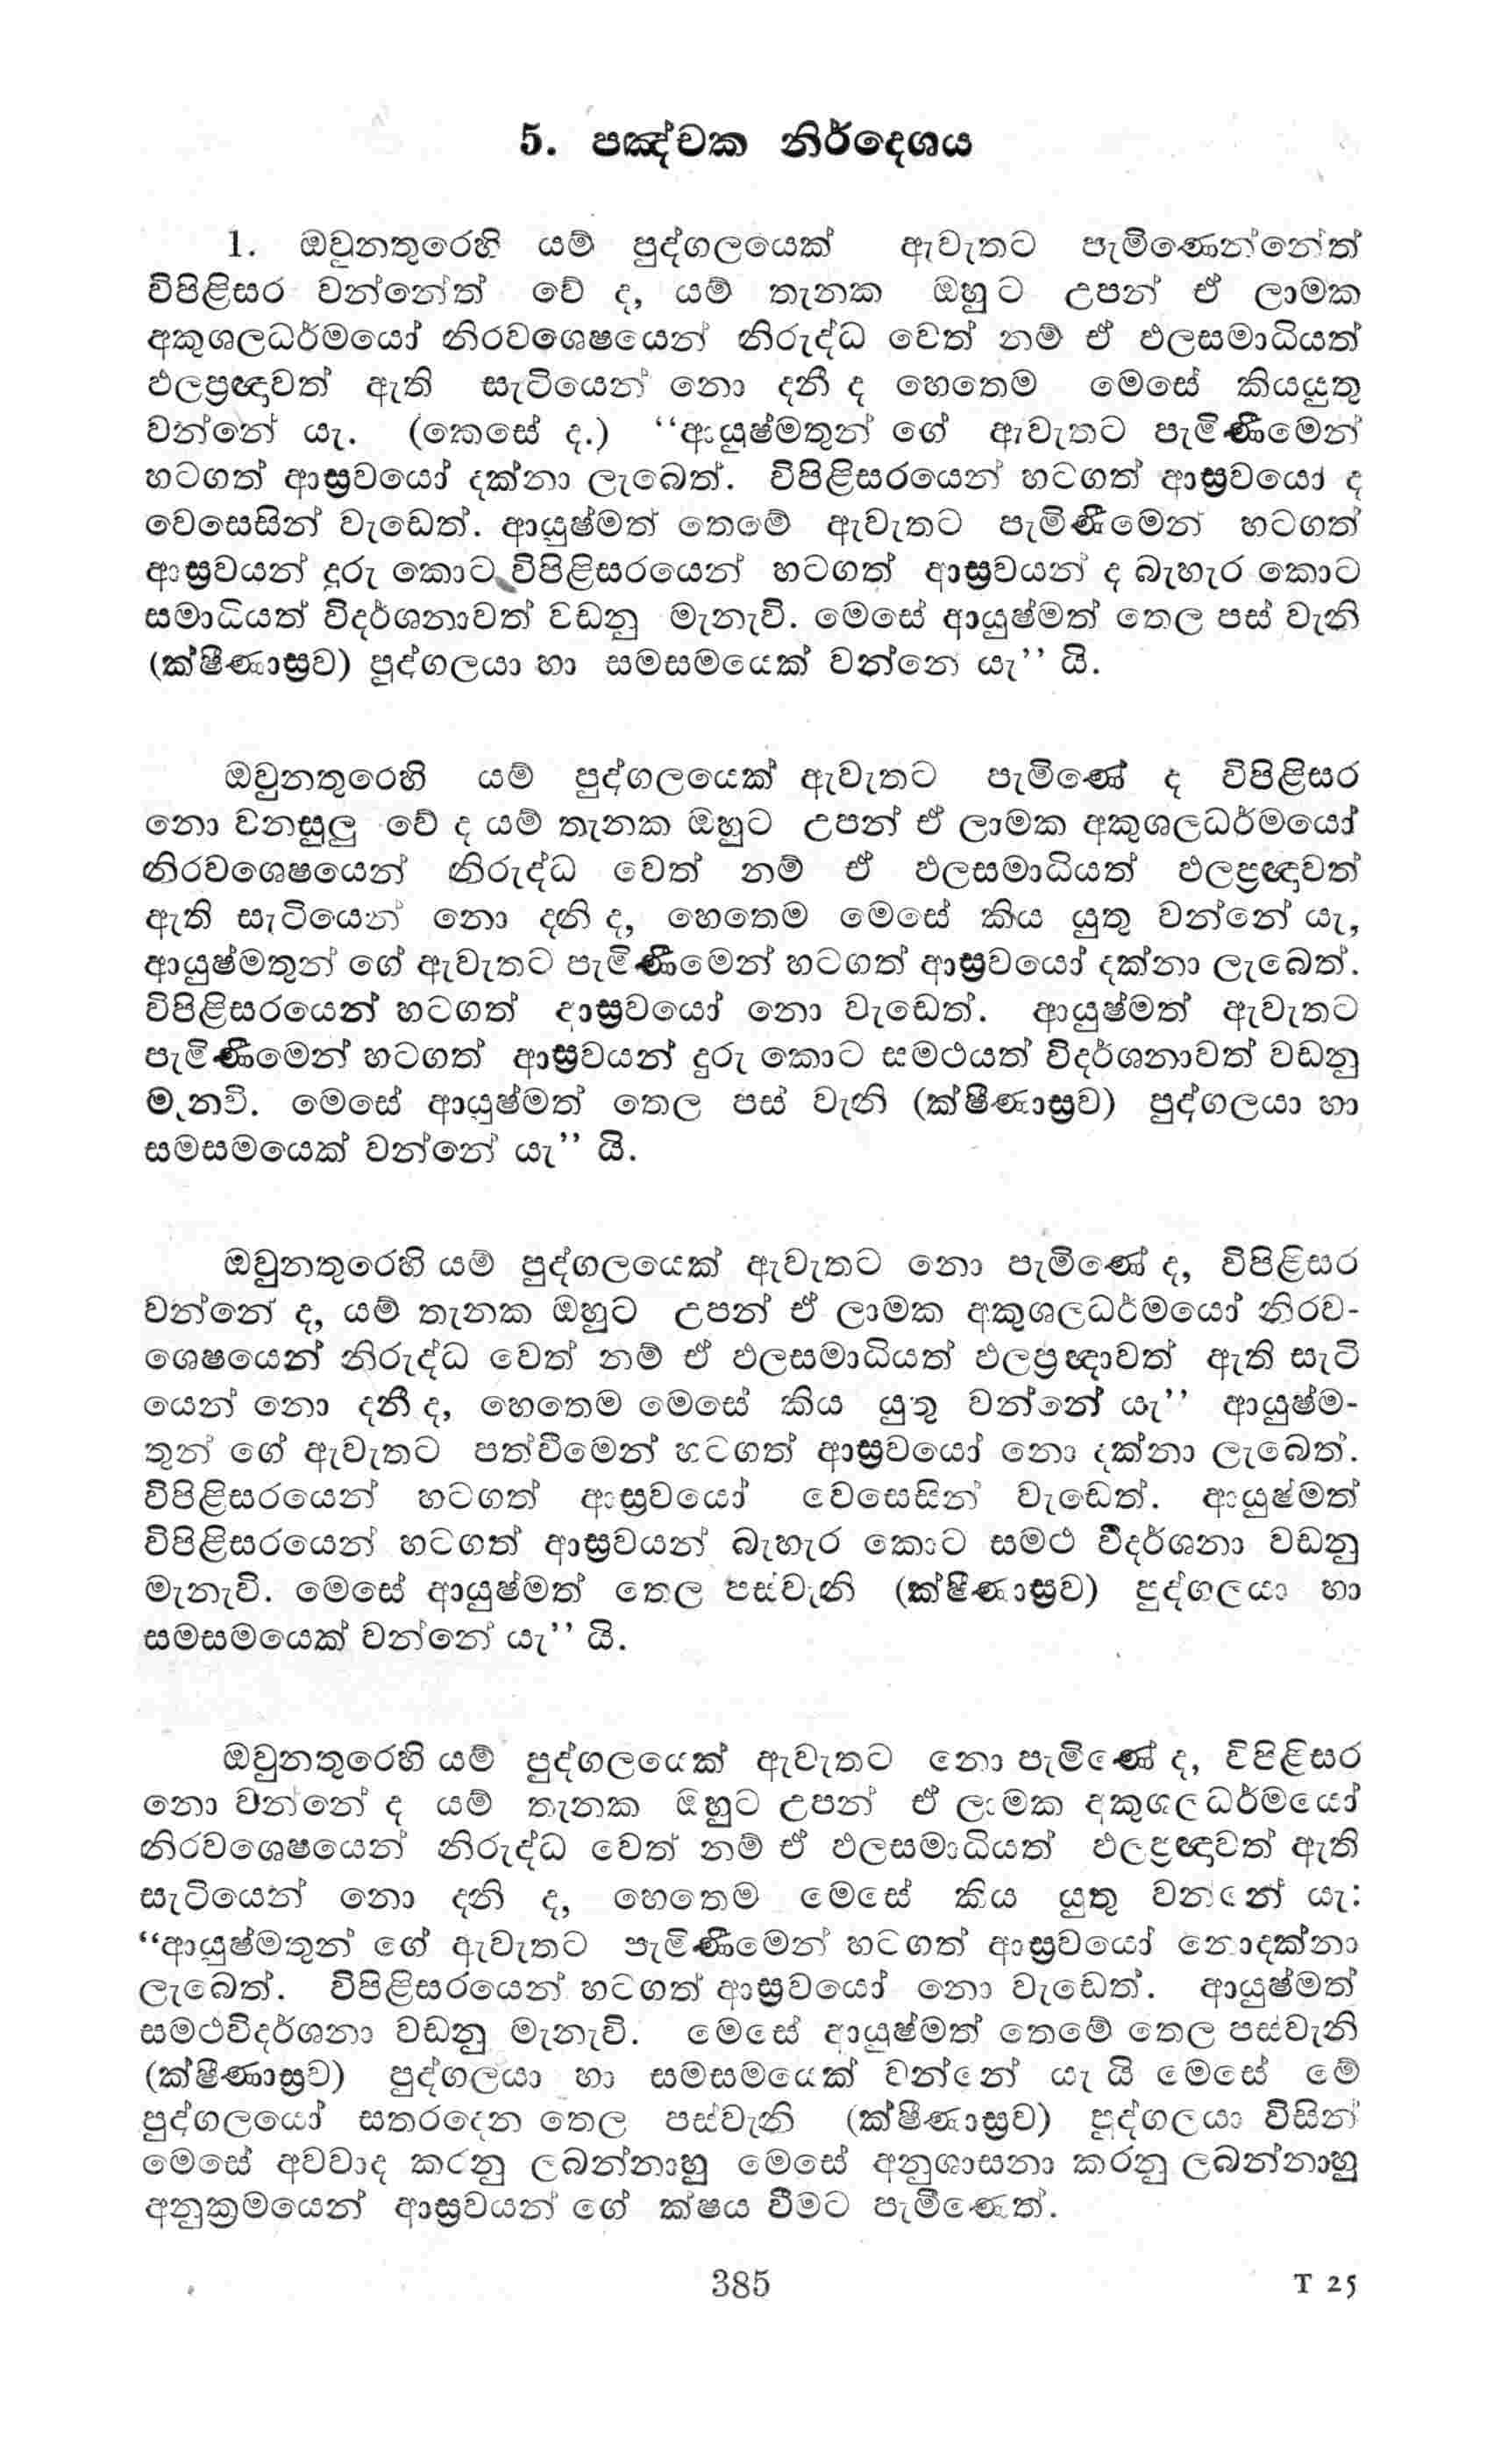 5. පඤ්චක නිර්දෙශය
1. ඔවුනතුරෙහි යම් පුද්ගලයෙක් ඇවැතට පැමිණෙන්නේත්
විපිළිසර වන්නේත් වේ ද, යම් තැනක ඔහුට උපන් ඒ ලාමක
අකුශලධර්මයෝ නිරවශෙෂයෙන් නිරුද්ධ වෙත් නම් ඒ ඵලසමාධියත්
ඵලප්‍රඥාවත් ඇති සැටියෙන් නො දනී ද හෙතෙම මෙසේ කියයුතු
වන්නේ යැ. (කෙසේ ද.) “ආයුෂ්මතුන් ගේ ඇවැතට පැමිණීමෙන්
හටගත් ආස්‍රවයෝ දක්නා ලැබෙත්. විපිළිසරයෙන් හටගත් ආස්‍රවයෝ ද
වෙසෙසින් වැඩෙත්. ආයුෂ්මත් තෙමේ ඇවැතට පැමිණීමෙන් හටගත්
ආස්‍රවයන් දුරු කොට විපිළිසරයෙන් හටගත් ආස්‍රවයන් ද බැහැර කොට
සමාධියත් විදර්ශනාවත් වඩනු මැනැවි. මෙසේ ආයුෂ්මත් තෙල පස් වැනි
(ක්ෂීණාස්‍රව) පුද්ගලයා හා සමසමයෙක් වන්නෙ යැ” යි.
ඔවුනතුරෙහි යම් පුද්ගලයෙක් ඇවැතට පැමිණේ ද විපිළිසර
නො වනසුලු වේ ද යම් තැනක ඔහුට උපන් ඒ ලාමක අකුශලධර්මයෝ
නිරවශෙෂයෙන් නිරුද්ධ වෙත් නම් ඒ ඵලසමාධියත් ඵලප්‍රඥාවත්
ඇති සැටියෙන් නො දනි ද, හෙතෙම මෙසේ කිය යුතු වන්නේ යැ,
ආයුෂ්මතුන් ගේ ඇවැතට පැමිණීමෙන් හටගත් ආස්‍රවයෝ දක්නා ලැබෙත්.
විපිළිසරයෙන් හටගත් ආස්‍රවයෝ නො වැඩෙත්. ආයුෂ්මත් ඇවැතට
පැමිණීමෙන් හටගත් ආස්‍රවයන් දුරු කොට සමථයත් විදර්ශනාවත් වඩනු
මැනවි. මෙසේ ආයුෂ්මත් තෙල පස් වැනි (ක්ෂීණාස්‍රව) පුද්ගලයා හා
සමසමයෙක් වන්නේ යැ” යි.
ඔවුනතුරෙහි යම් පුද්ගලයෙක් ඇවැතට නො පැමිණේ ද, විපිළිසර
වන්නේ ද, යම් තැනක ඔහුට උපන් ඒ ලාමක අකුශලධර්මයෝ නිරව-
ශෙෂයෙන් නිරුද්ධ වෙත් නම් ඒ ඵලසමාධියත් ඵලප්‍රඥාවත් ඇති සැටි
යෙන් නො දනී ද, හෙතෙම මෙසේ කිය යුතු වන්නේ යැ” ආයුෂ්ම-
තුන් ගේ ඇවැතට පත්වීමෙන් හටගත් ආස්‍රවයෝ නො දක්නා ලැබෙත්.
විපිළිසරයෙන් හටගත් ආස්‍රවයෝ වෙසෙසින් වැඩෙත්. ආයුෂ්මත්
විපිළිසරයෙන් හටගත් ආස්‍රවයන් බැහැර කොට සමථ විදර්ශනා වඩනු
මැනැවි. මෙසේ ආයුෂ්මත් තෙල පස්වැනි (ක්ෂීණාස්‍රව) පුද්ගලයා හා
සමසමයෙක් වන්නේ යැ” යි.
ඔවුනතුරෙහි යම් පුද්ගලයෙක් ඇවැතට නො පැමිණේ ද, විපිළිසර
නො වන්නේ ද යම් තැනක ඔහුට උපන් ඒ ලාමක අකුශලධර්මයෝ
නිරවශෙෂයෙන් නිරුද්ධ වෙත් නම් ඒ ඵලසමාධියත් ඵලප්‍රඥාවත් ඇති
සැටියෙන් නො දනි ද, හෙතෙම මෙසේ කිය යුතු වන්නේ යැ:
“ආයුෂ්මතුන් ගේ ඇවැතට පැමිණීමෙන් හටගත් ආස්‍රවයෝ නොදක්නා
ලැබෙත්. විපිළිසරයෙන් හටගත් ආස්‍රවයෝ නො වැඩෙත්. ආයුෂ්මත්
සමථවිදර්ශනා වඩනු මැනැවි. මෙසේ ආයුෂ්මත් තෙමේ තෙල පස්වැනි
(ක්ෂීණාස්‍රව) පුද්ගලයා හා සමසමයෙක් වන්නේ යැ යි මෙසේ මේ
පුද්ගලයෝ සතරදෙන තෙල පස්වැනි (ක්ෂීණාස්‍රව) පුද්ගලයා විසින්
මෙසේ අවවාද කරනු ලබන්නාහු මෙසේ අනුශාසනා කරනු ලබන්නාහු
අනුක්‍රමයෙන් ආස්‍රවයන් ගේ ක්ෂය වීමට පැමිණෙත්.
385
T 25